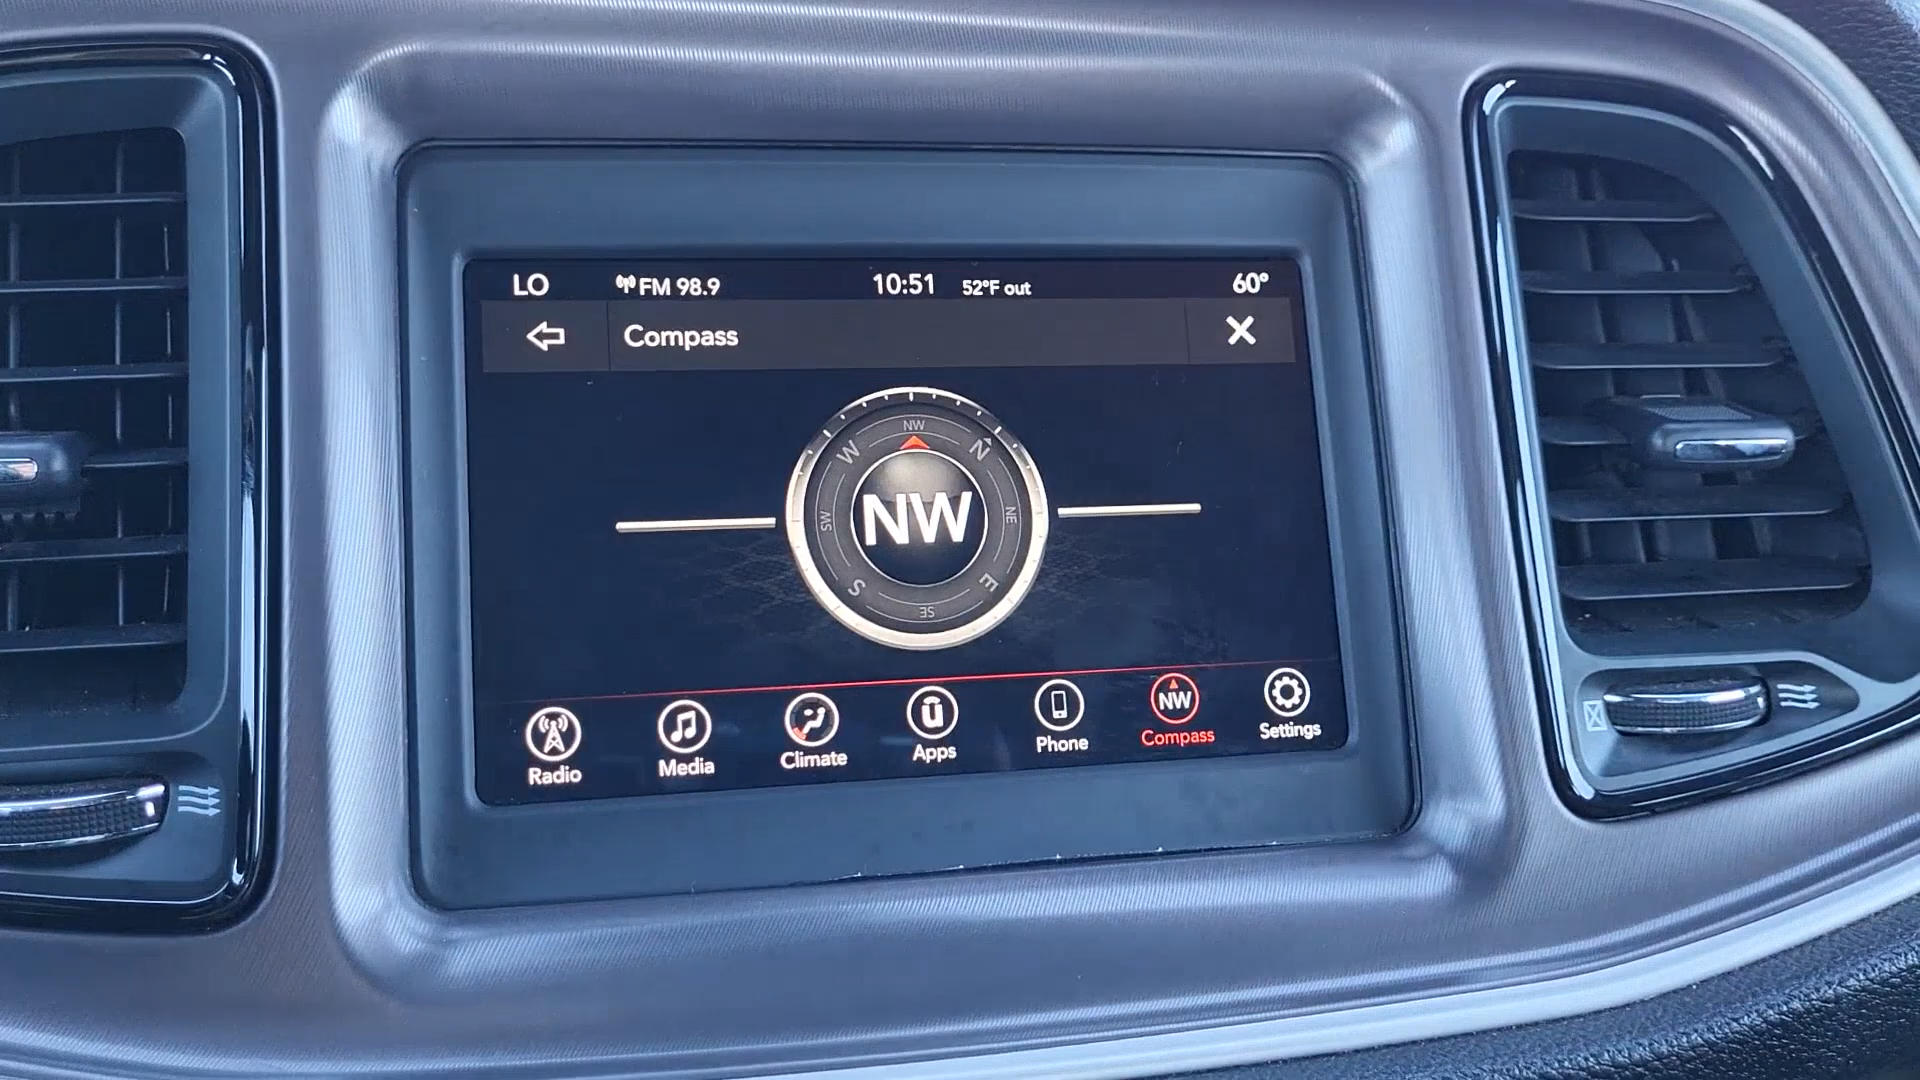 LO FM 98.9 10:51 52°F out 60°
Compass
NW
W N
NW
SW NE
S E
SE
NW
Radio Media Climate Apps Phone Compass Settings